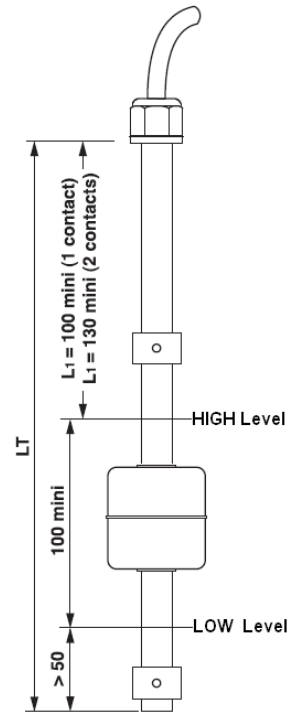 L1 = 100 mini (1 contact)
L1 = 130 mini (2 contacts)
HIGH Level
LT
100 mini
LOW Level
> 50